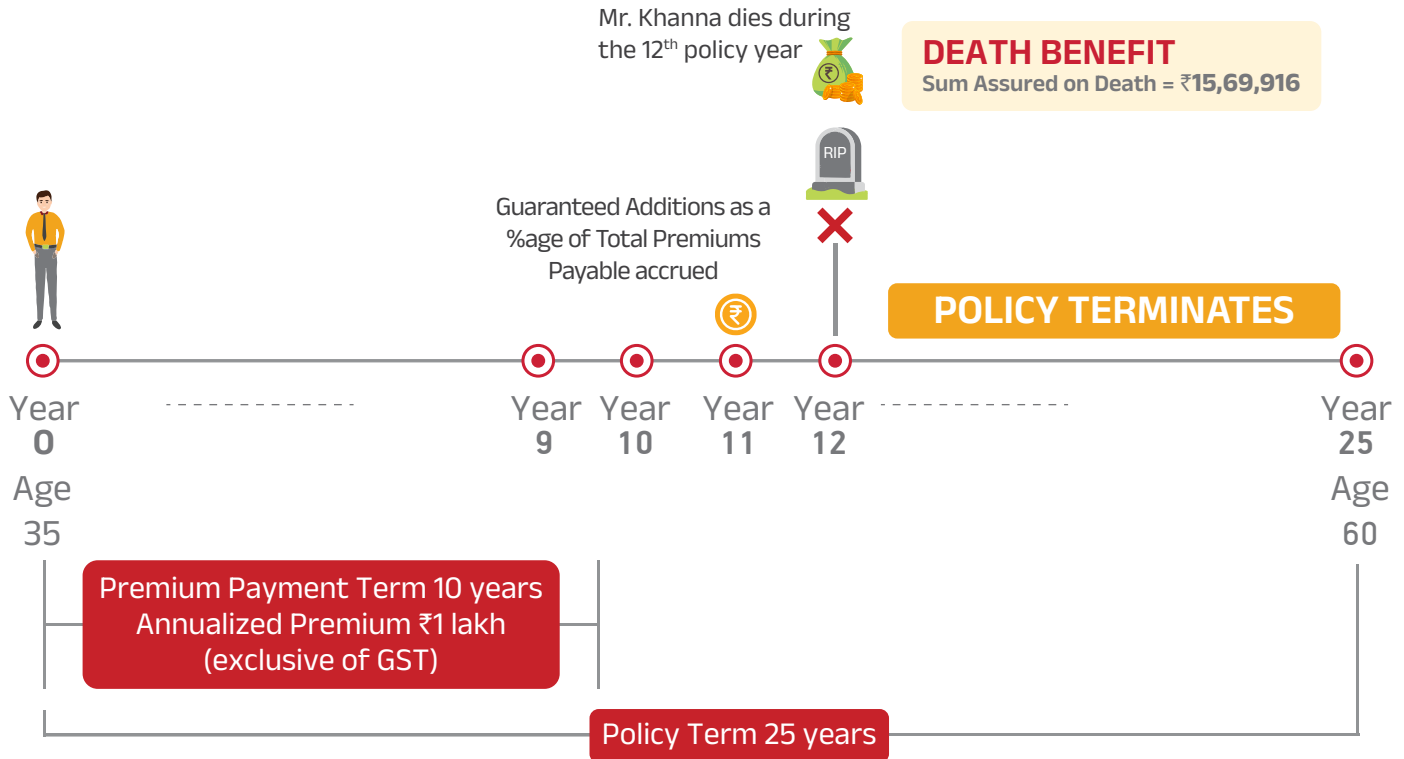 Mr. Khanna dies during
the 12th policy year
₹
DEATH BENEFIT
Sum Assured on Death = ₹15,69,916
RIP
Guaranteed Additions as a
%age of Total Premiums
Payable accrued
₹
POLICY TERMINATES
Year Year Year Year Year Year
0 9 10 11 12 25
Age Age
35 60
Premium Payment Term 10 years
Annualized Premium ₹1 lakh
(exclusive of GST)
Policy Term 25 years